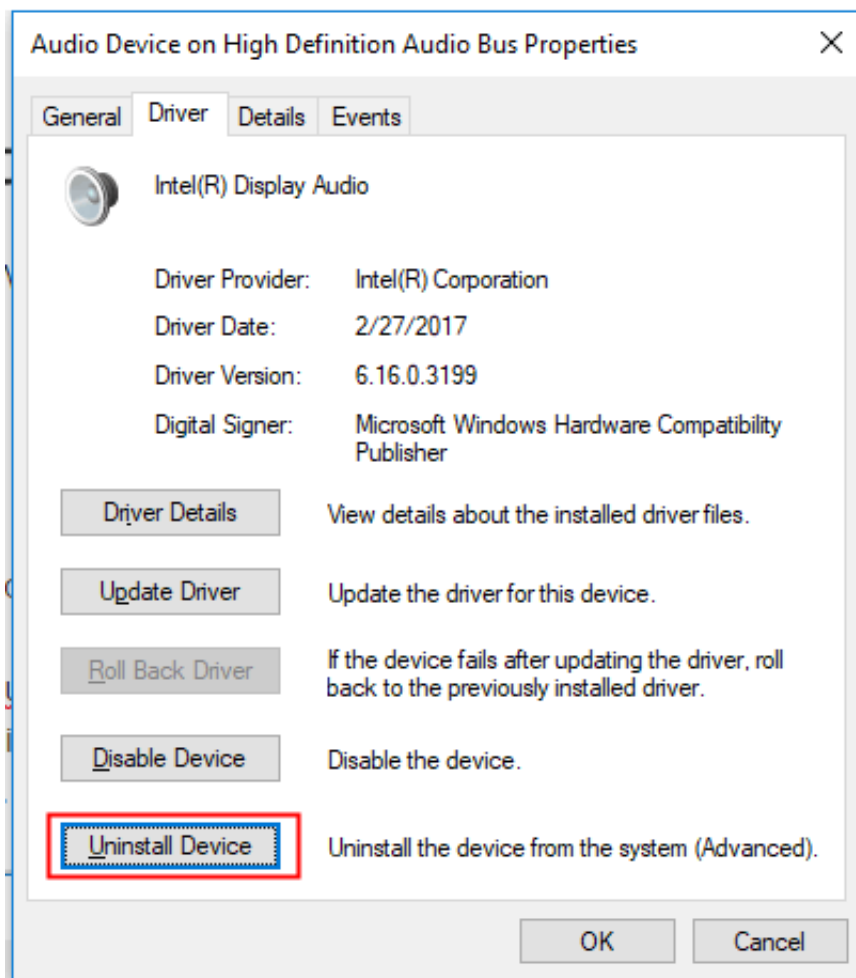 Audio Device on High Definition Audio Bus Properties
General Driver Details Events
Intel(R) Display Audio
Driver Provider: Intel(R) Corporation
Driver Date: 2/27/2017
Driver Version: 6.16.0.3199
Digital Signer: Microsoft Windows Hardware Compatibility
Publisher
Driver Details View details about the installed driver files.
Update Driver Update the driver for this device.
Roll Back Driver If the device fails after updating the driver, roll
back to the previously installed driver.
Disable Device Disable the device.
Uninstall Device Uninstall the device from the system (Advanced).
OK Cancel